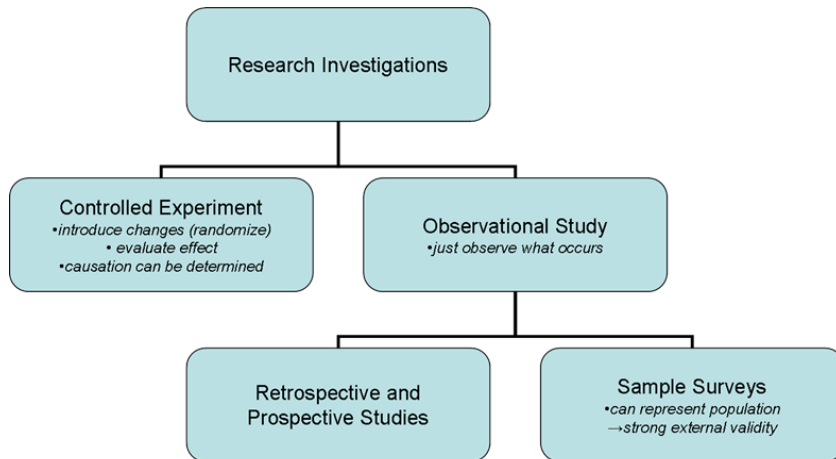 Research Investigations
Controlled Experiment
•introduce changes (randomize)
• evaluate effect
•causation can be determined
Observational Study
•just observe what occurs
Retrospective and
Prospective Studies
Sample Surveys
•can represent population
→strong external validity